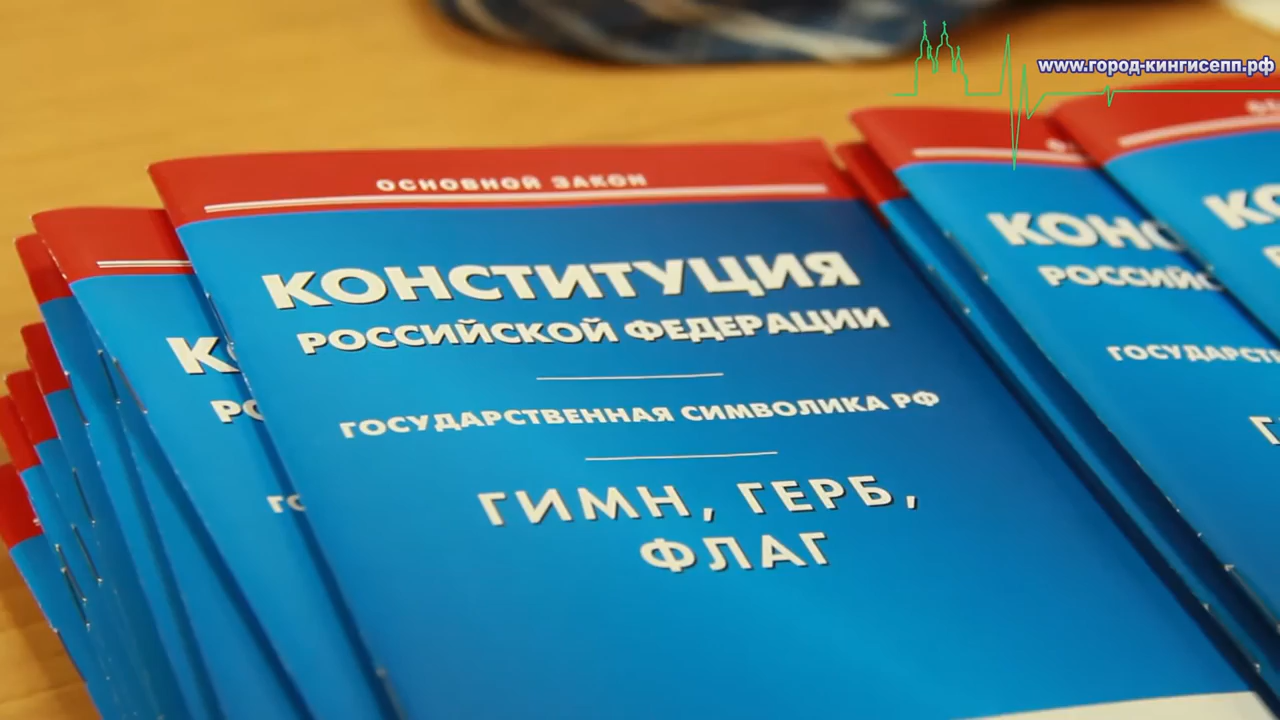 www.город-кингисепп.рф
ОСНОВНОЙ ЗАКОН
КОНСТИТУЦИЯ
РОССИЙСКОЙ ФЕДЕРАЦИИ
ГОСУДАРСТВЕННАЯ СИМВОЛИКА РФ
ГИМН, ГЕРБ,
ФЛАГ